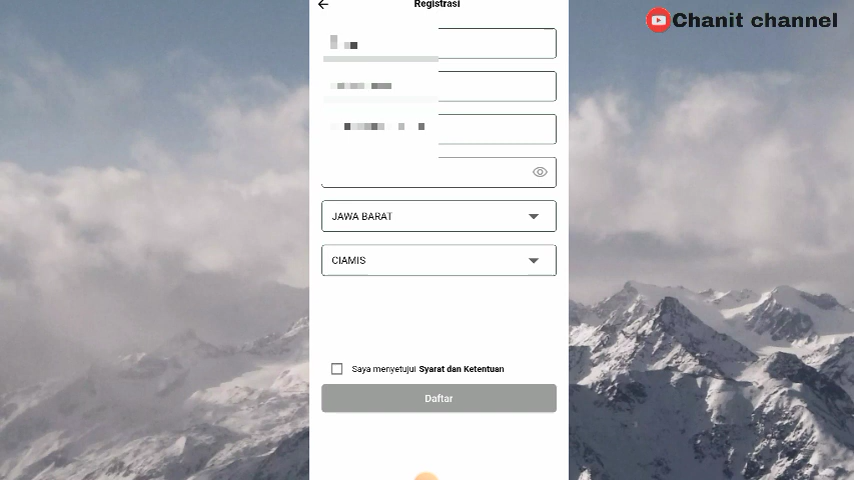 Registrasi
Chanit channel
JAWA BARAT
CIAMIS
Saya menyetujui Syarat dan Ketentuan
Daftar